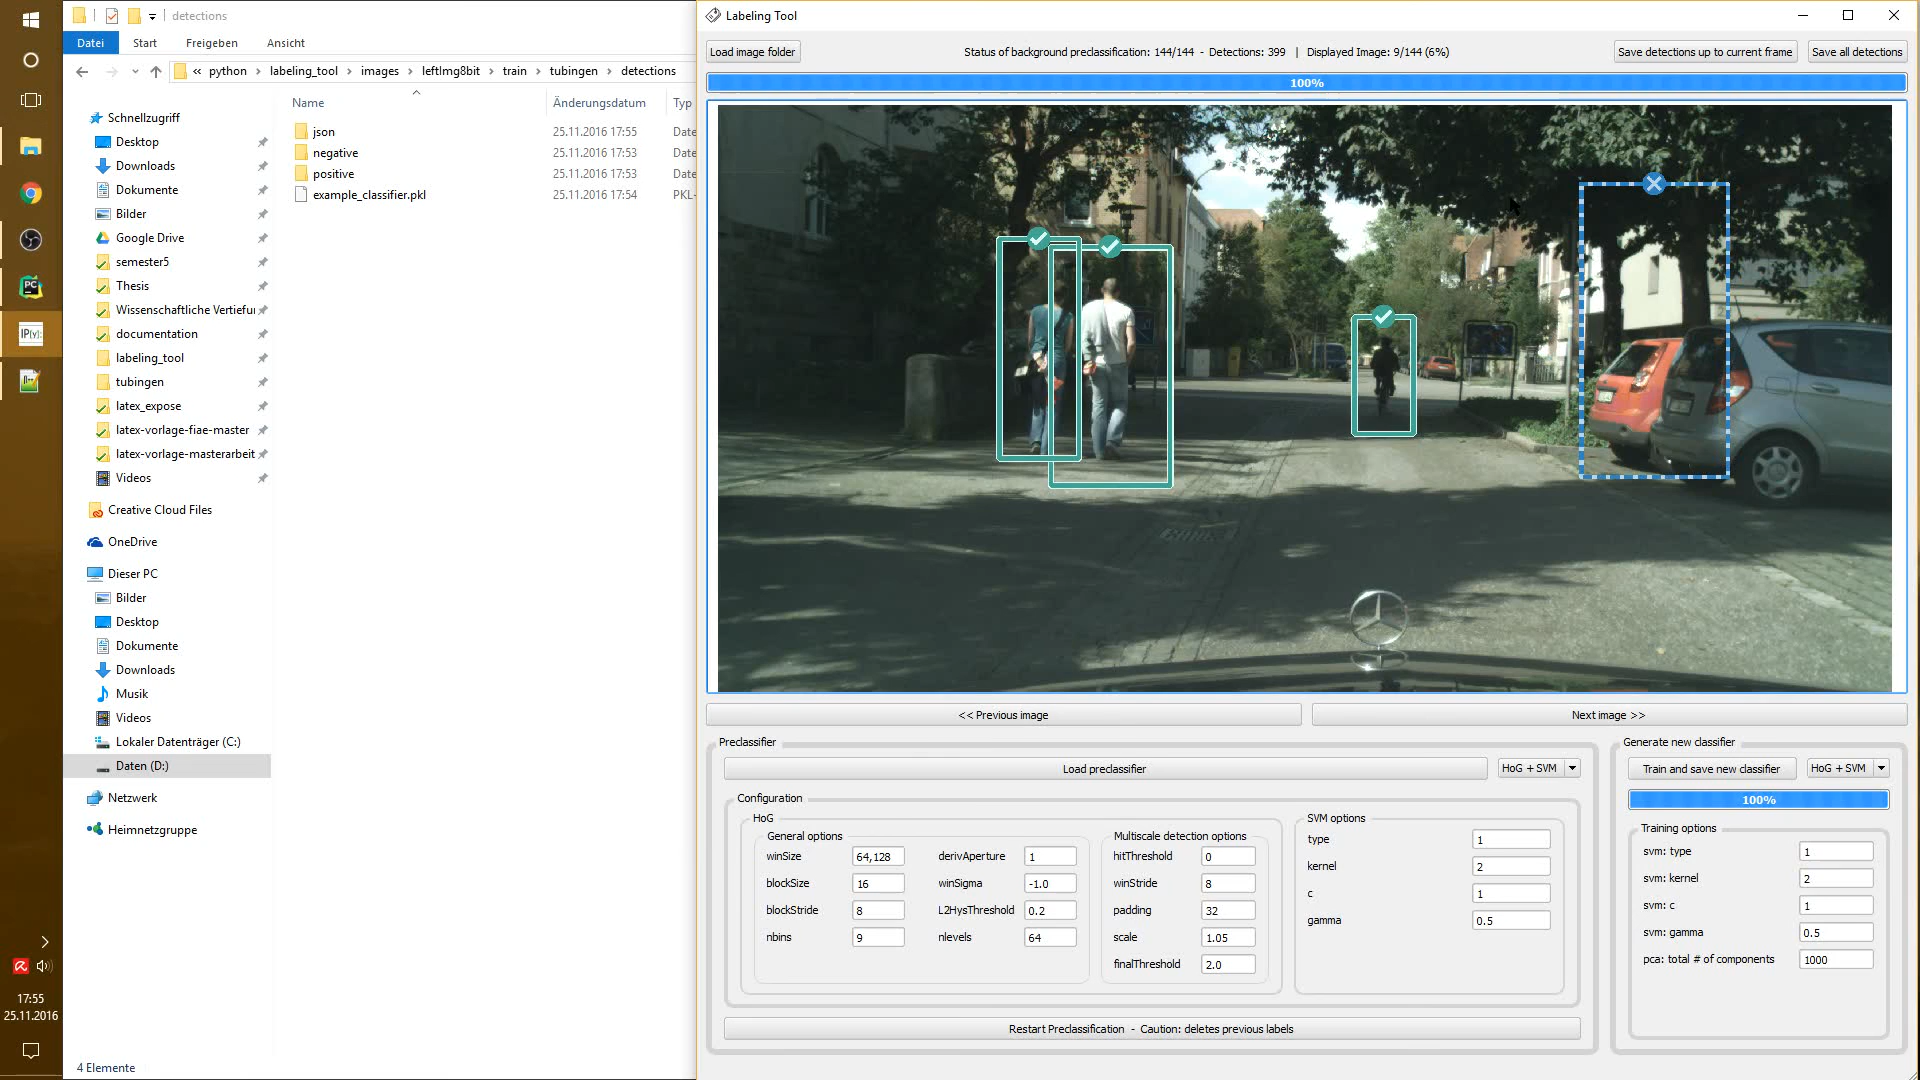 detections
Datei Start Freigeben Ansicht
« python labeling_tool images leftImg8bit train tubingen detections
Name Änderungsdatum Typ
json 25.11.2016 17:55 Date
negative 25.11.2016 17:53 Date
positive 25.11.2016 17:53 Date
example_classifier.pkl 25.11.2016 17:54 PKL-
Schnellzugriff
Desktop
Downloads
Dokumente
Bilder
Google Drive
semester5
Thesis
Wissenschaftliche Vertiefu
documentation
labeling_tool
tubingen
latex_expose
latex-vorlage-fiae-master
latex-vorlage-masterarbeit
Videos
Creative Cloud Files
OneDrive
Dieser PC
Bilder
Desktop
Dokumente
Downloads
Musik
Videos
Lokaler Datenträger (C:)
Daten (D:)
Netzwerk
Heimnetzgruppe
4 Elemente
PC
IP[y]:
17:55
25.11.2016
Labeling Tool
Load image folder
Status of background preclassification: 144/144 - Detections: 399 | Displayed Image: 9/144 (6%)
Save detections up to current frame
Save all detections
100%
<< Previous image
Next image >>
Preclassifier
Load preclassifier
HoG + SVM
Configuration
HoG
General options
winSize 64,128 derivAperture 1
blockSize 16 winSigma -1.0
blockStride 8 L2HysThreshold 0.2
nbins 9 nlevels 64
Multiscale detection options
hitThreshold 0
winStride 8
padding 32
scale 1.05
finalThreshold 2.0
SVM options
type 1
kernel 2
c 1
gamma 0.5
Restart Preclassification - Caution: deletes previous labels
Generate new classifier
Train and save new classifier
HoG + SVM
100%
Training options
svm: type 1
svm: kernel 2
svm: c 1
svm: gamma 0.5
pca: total # of components 1000